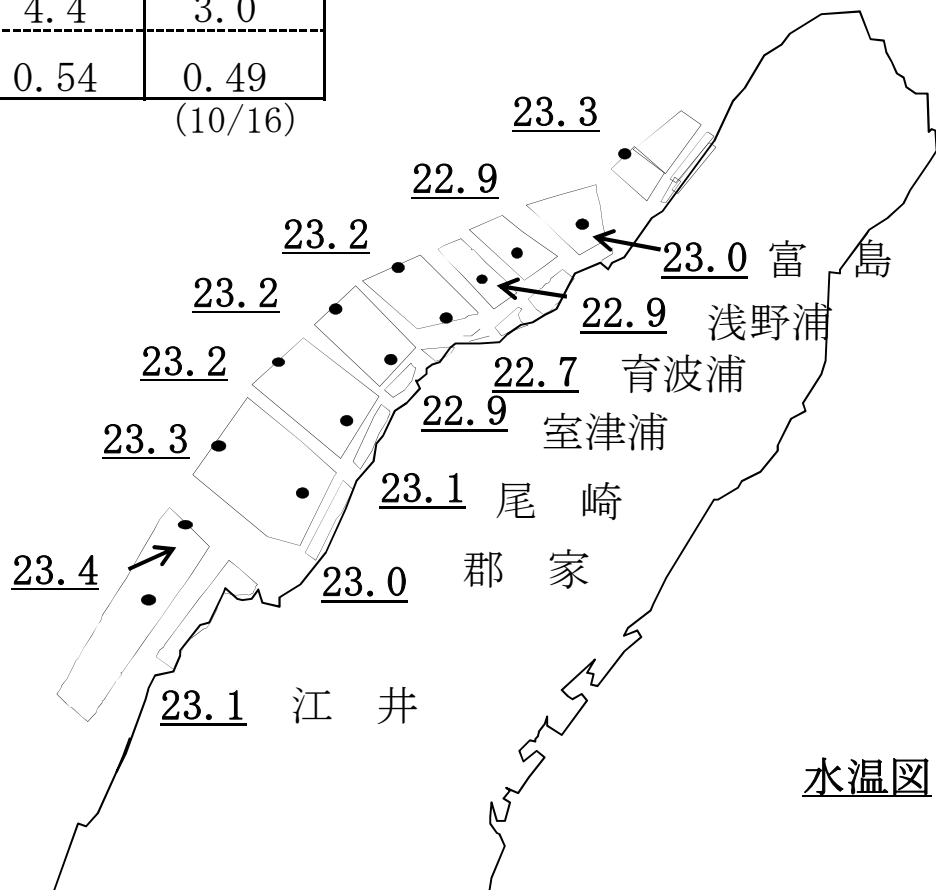 4.4 3.0
0.54 0.49
(10/16)
23.3
22.9
23.2
23.0 富 島
23.2
22.9 浅野浦
23.2
22.7 育波浦
22.9 室津浦
23.3
23.1 尾 崎
23.4
23.0 郡 家
23.1 江 井
水温図